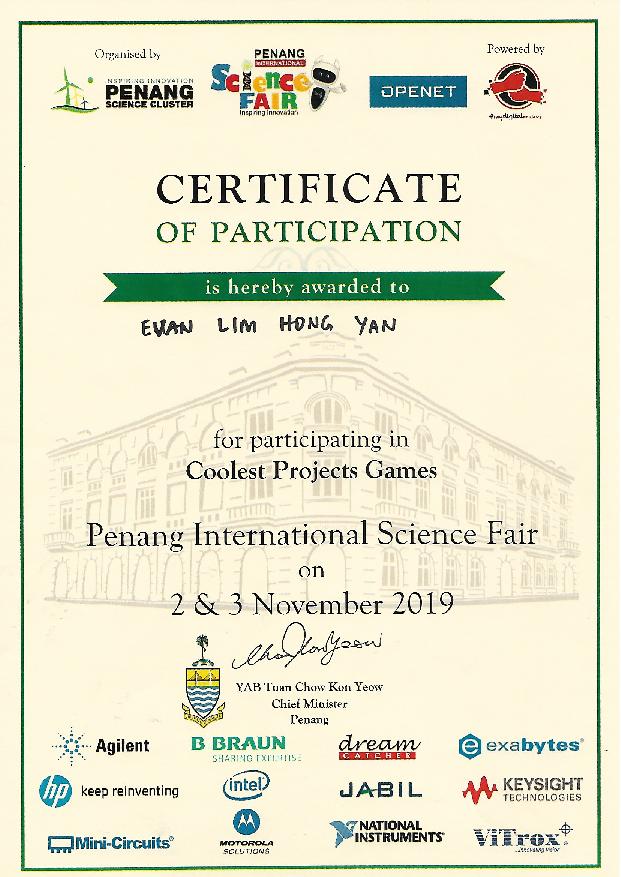 Organised by
Powered by
INSPIRING INNOVATION
PENANG
SCIENCE CLUSTER
PENANG
INTERNATIONAL
Science
FAIR
Inspiring Innovation
OPENET
CERTIFICATE
OF PARTICIPATION
is hereby awarded to
EVAN LIM HONG YAN
for participating in
Coolest Projects Games
Penang International Science Fair
on
2 & 3 November 2019
YAB Tuan Chow Kon Yeow
Chief Minister
Penang
Agilent
B BRAUN
SHARING EXPERTISE
dream
CATCHER
exabytes
hp keep reinventing
intel
JABIL
KEYSIGHT
TECHNOLOGIES
Mini-Circuits®
MOTOROLA
SOLUTIONS
NATIONAL
INSTRUMENTS
ViTrox